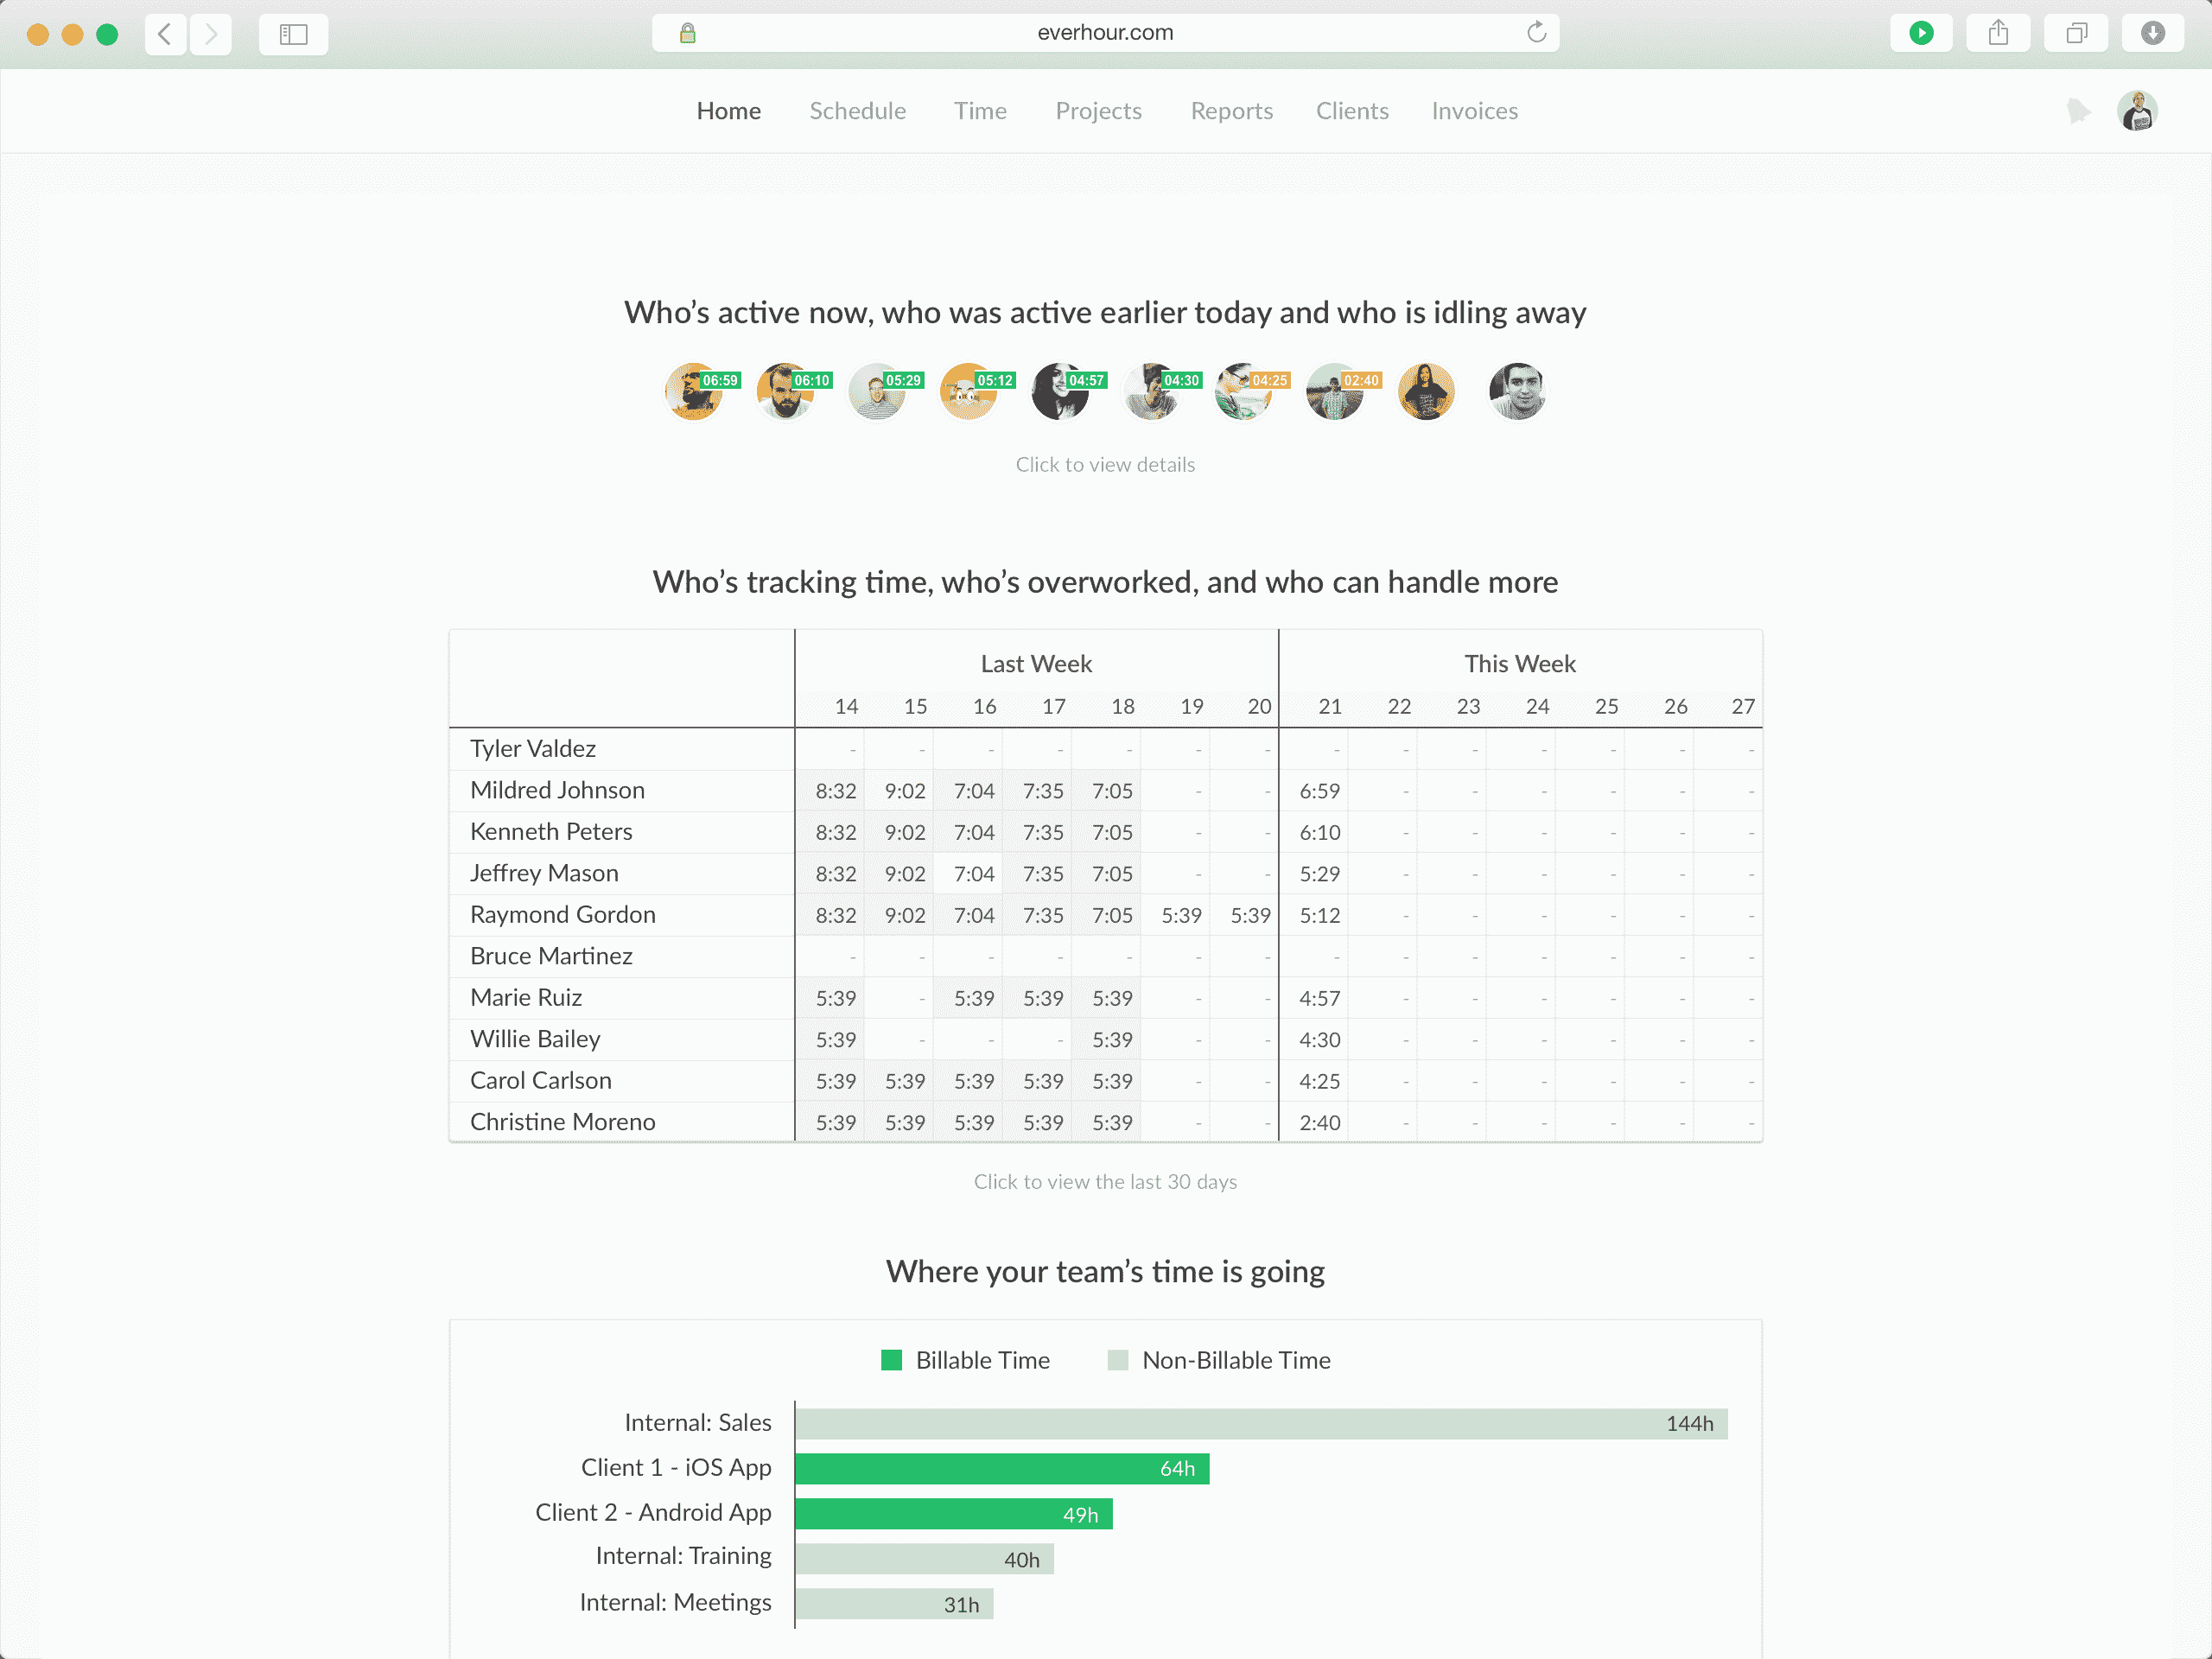 everhour.com
Home Schedule Time Projects Reports Clients Invoices
Who’s active now, who was active earlier today and who is idling away
06:59 06:10 05:29 05:12 04:57 04:30 04:25 02:40
Click to view details
Who’s tracking time, who’s overworked, and who can handle more
Last Week This Week
14 15 16 17 18 19 20 21 22 23 24 25 26 27
Tyler Valdez - - - - - - - - - - - - - -
Mildred Johnson 8:32 9:02 7:04 7:35 7:05 - - 6:59 - - - - - -
Kenneth Peters 8:32 9:02 7:04 7:35 7:05 - - 6:10 - - - - - -
Jeffrey Mason 8:32 9:02 7:04 7:35 7:05 - - 5:29 - - - - - -
Raymond Gordon 8:32 9:02 7:04 7:35 7:05 5:39 5:39 5:12 - - - - - -
Bruce Martinez - - - - - - - - - - - - - -
Marie Ruiz 5:39 - 5:39 5:39 5:39 - - 4:57 - - - - - -
Willie Bailey 5:39 - - - 5:39 - - 4:30 - - - - - -
Carol Carlson 5:39 5:39 5:39 5:39 5:39 - - 4:25 - - - - - -
Christine Moreno 5:39 5:39 5:39 5:39 5:39 - - 2:40 - - - - - -
Click to view the last 30 days
Where your team’s time is going
Billable Time Non-Billable Time
Internal: Sales 144h
Client 1 - iOS App 64h
Client 2 - Android App 49h
Internal: Training 40h
Internal: Meetings 31h